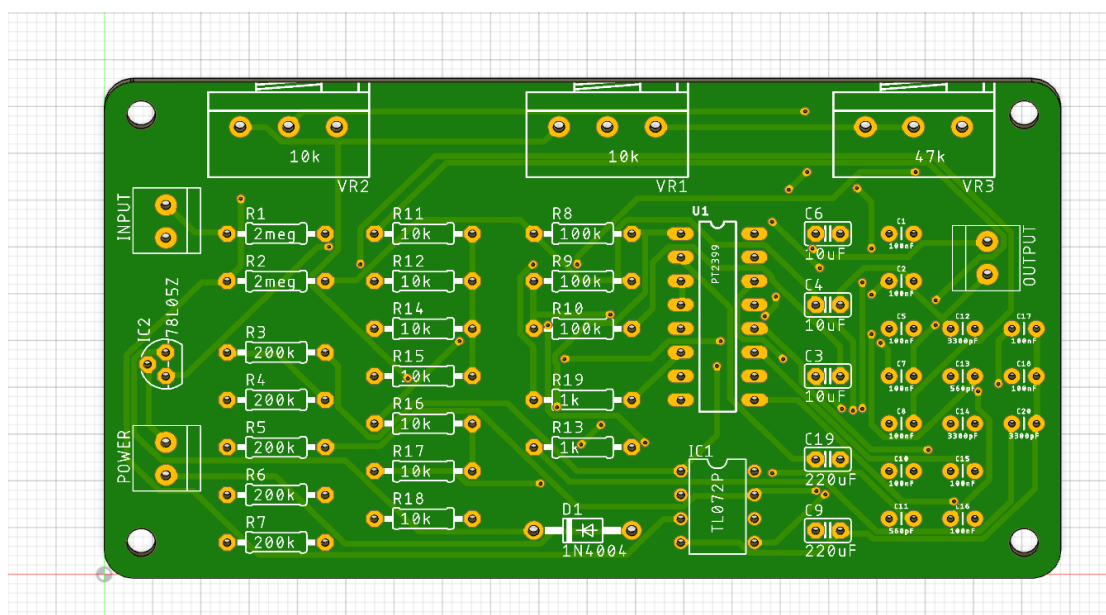 10k
VR2
10k
VR1
47k
VR3
INPUT
OUTPUT
POWER
IC2
78L05Z
R1
2meg
R2
2meg
R3
200k
R4
200k
R5
200k
R6
200k
R7
200k
R11
10k
R12
10k
R14
10k
R15
10k
R16
10k
R17
10k
R18
10k
R8
100k
R9
100k
R10
100k
R19
1k
R13
1k
D1
1N4004
U1
PT2399
IC1
TL072P
C6
10uF
C4
10uF
C3
10uF
C19
220uF
C9
220uF
C1
100nF
C2
100nF
C5
100nF
C7
100nF
C8
100nF
C10
100nF
C11
560pF
C12
3300pF
C13
560pF
C14
3300pF
C15
100nF
C16
100nF
C17
100nF
C18
100nF
C20
3300pF